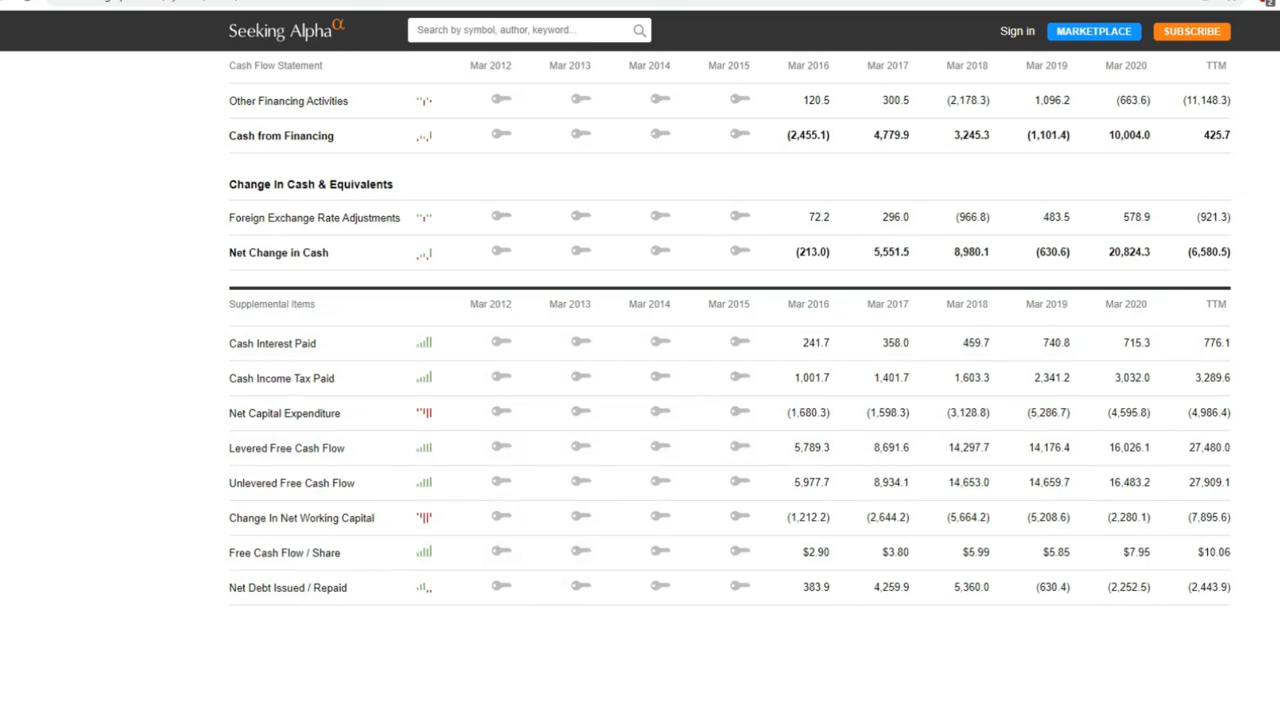 Seeking Alphaα Search by symbol, author, keyword... Sign in MARKETPLACE SUBSCRIBE 2
Cash Flow Statement Mar 2012 Mar 2013 Mar 2014 Mar 2015 Mar 2016 Mar 2017 Mar 2018 Mar 2019 Mar 2020 TTM
Other Financing Activities 120.5 300.5 (2,178.3) 1,096.2 (663.6) (11,148.3)
Cash from Financing (2,455.1) 4,779.9 3,245.3 (1,101.4) 10,004.0 425.7
Change In Cash & Equivalents
Foreign Exchange Rate Adjustments 72.2 296.0 (966.8) 483.5 578.9 (921.3)
Net Change in Cash (213.0) 5,551.5 8,980.1 (630.6) 20,824.3 (6,580.5)
Supplemental Items Mar 2012 Mar 2013 Mar 2014 Mar 2015 Mar 2016 Mar 2017 Mar 2018 Mar 2019 Mar 2020 TTM
Cash Interest Paid 241.7 358.0 459.7 740.8 715.3 776.1
Cash Income Tax Paid 1,001.7 1,401.7 1,603.3 2,341.2 3,032.0 3,289.6
Net Capital Expenditure (1,680.3) (1,598.3) (3,128.8) (5,286.7) (4,595.8) (4,986.4)
Levered Free Cash Flow 5,789.3 8,691.6 14,297.7 14,176.4 16,026.1 27,480.0
Unlevered Free Cash Flow 5,977.7 8,934.1 14,653.0 14,659.7 16,483.2 27,909.1
Change In Net Working Capital (1,212.2) (2,644.2) (5,664.2) (5,208.6) (2,280.1) (7,895.6)
Free Cash Flow / Share $2.90 $3.80 $5.99 $5.85 $7.95 $10.06
Net Debt Issued / Repaid 383.9 4,259.9 5,360.0 (630.4) (2,252.5) (2,443.9)